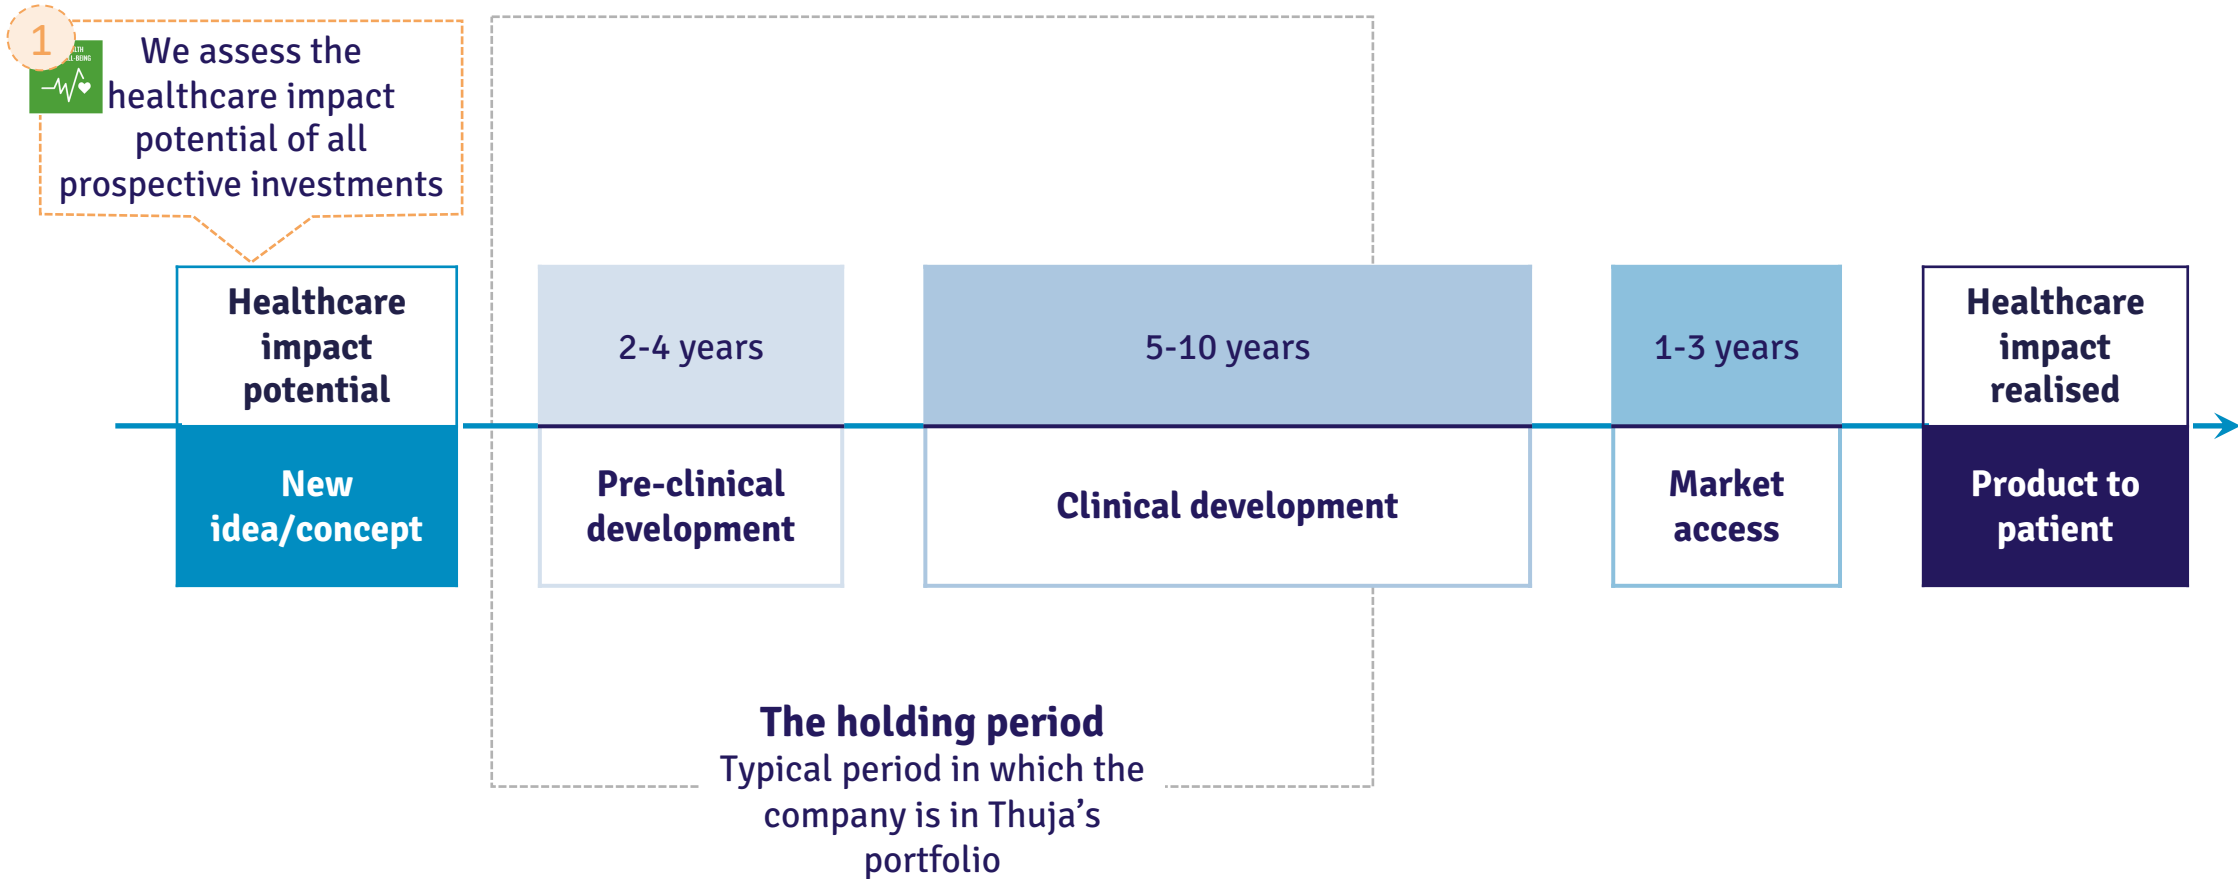 1
We assess the
healthcare impact
potential of all
prospective investments
Healthcare
impact
potential
2-4 years
5-10 years
1-3 years
Healthcare
impact
realised
New
idea/concept
Pre-clinical
development
Clinical development
Market
access
Product to
patient
The holding period
Typical period in which the
company is in Thuja’s
portfolio